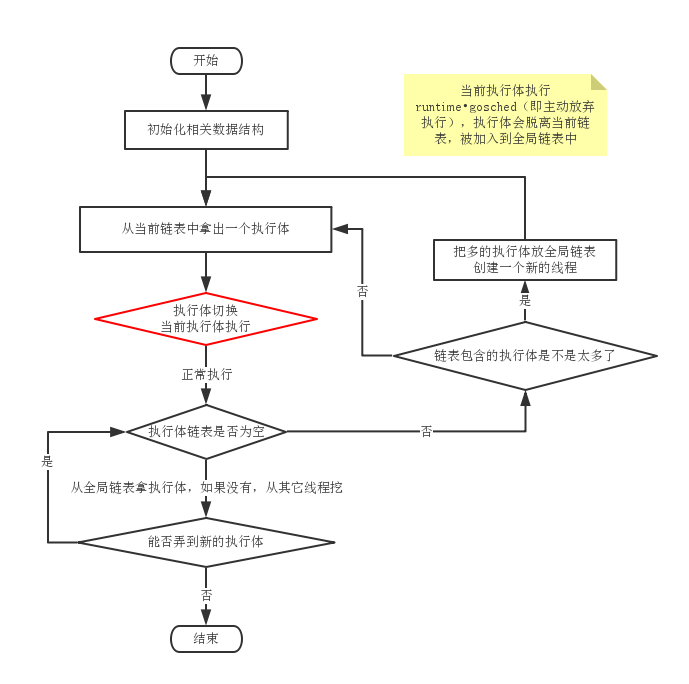 开始
当前执行体执行
runtime•gosched（即主动放弃
执行），执行体会脱离当前链
表，被加入到全局链表中
初始化相关数据结构
从当前链表中拿出一个执行体
把多的执行体放全局链表
创建一个新的线程
否
是
执行体切换
当前执行体执行
链表包含的执行体是不是太多了
正常执行
执行体链表是否为空
否
是
从全局链表拿执行体，如果没有，从其它线程挖
能否弄到新的执行体
否
结束